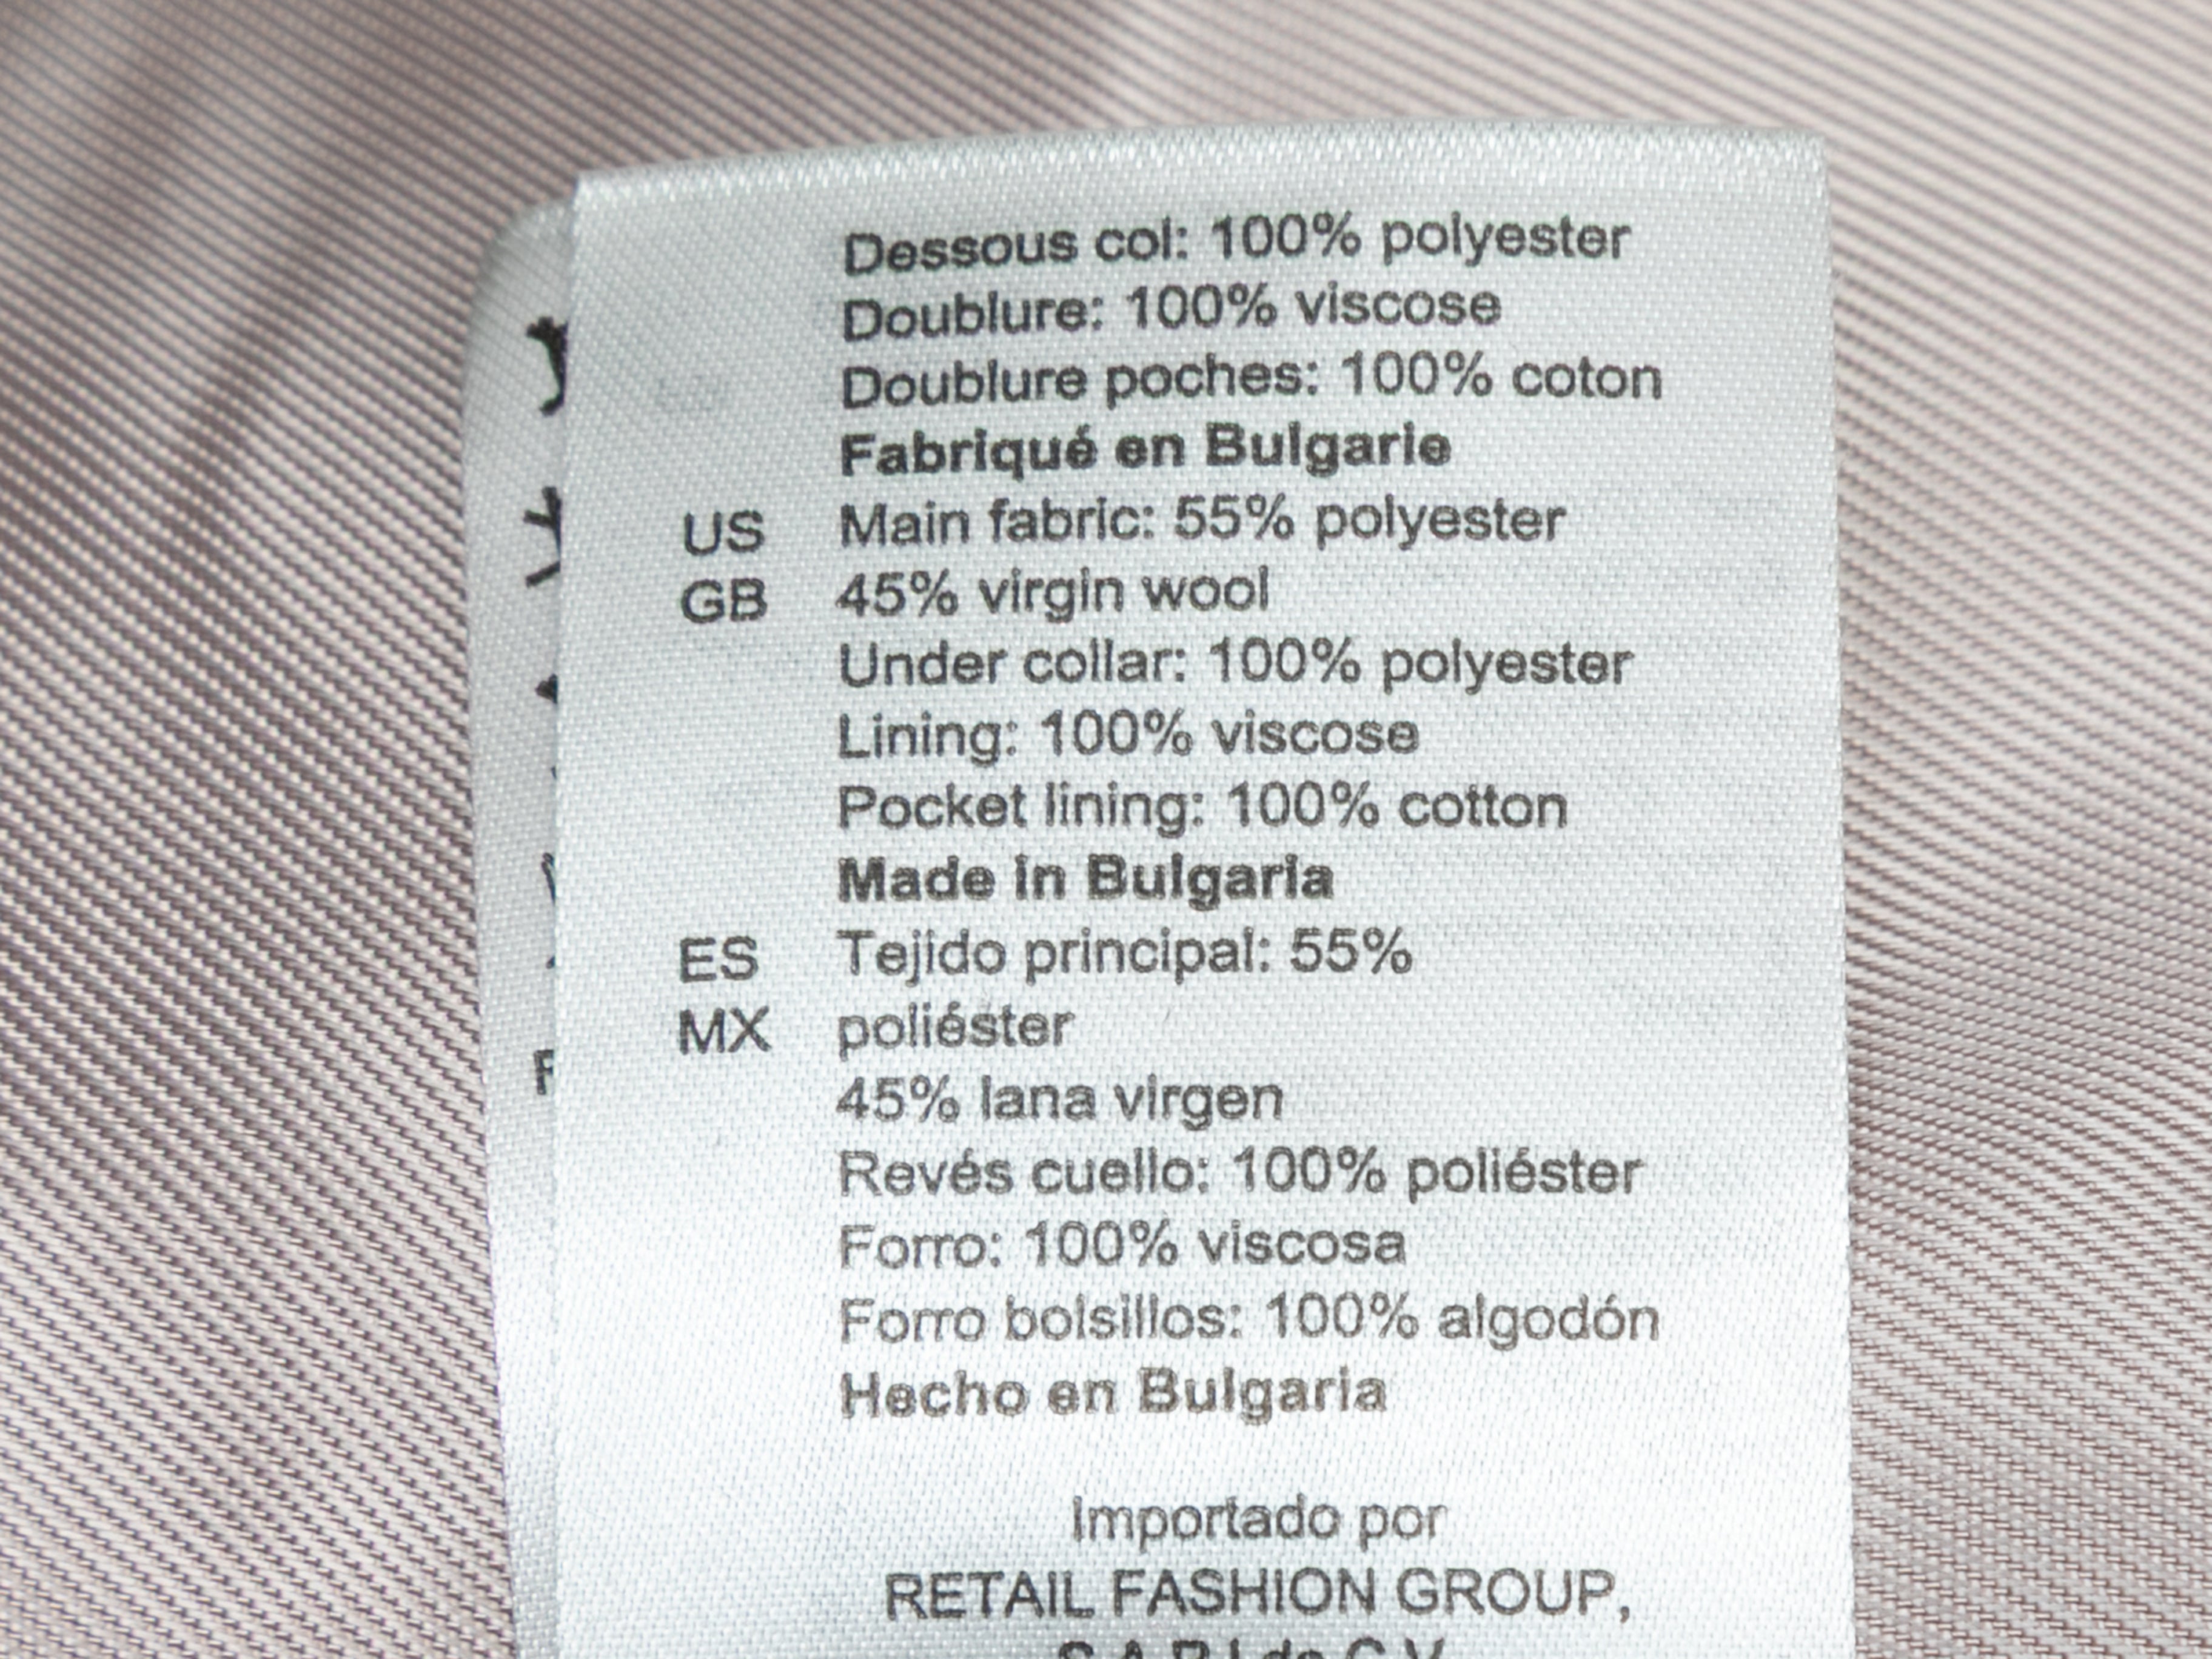 Dessous col: 100% polyester
Doublure: 100% viscose
Doublure poches: 100% coton
Fabriqué en Bulgarie
US Main fabric: 55% polyester
GB 45% virgin wool
Under collar: 100% polyester
Lining: 100% viscose
Pocket lining: 100% cotton
Made in Bulgaria
ES Tejido principal: 55%
MX poliéster
45% lana virgen
Revés cuello: 100% poliéster
Forro: 100% viscosa
Forro bolsillos: 100% algodón
Hecho en Bulgaria
Importado por
RETAIL FASHION GROUP,